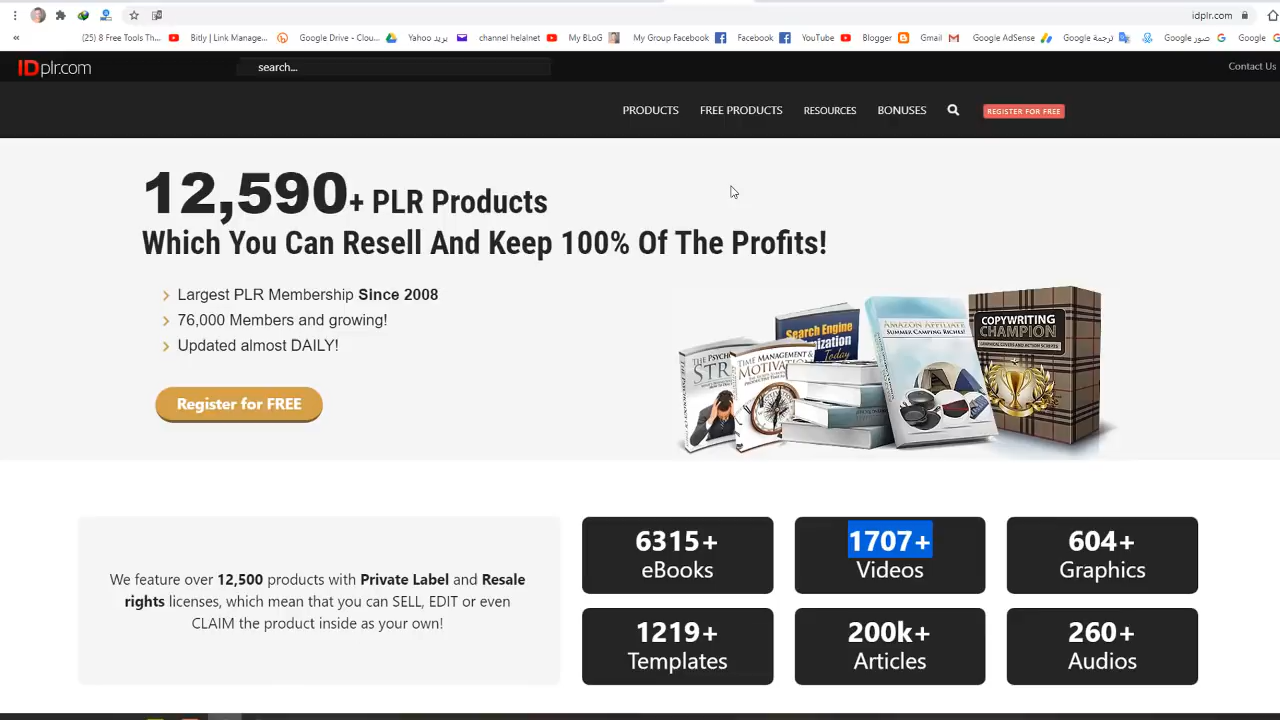 idplr.com
(25) 8 Free Tools Th...
Bitly | Link Manage...
Google Drive - Clou...
بريد Yahoo
channel helalnet
My BLoG
My Group Facebook
Facebook
YouTube
Blogger
Gmail
Google AdSense
ترجمة Google
صور Google
Google
IDplr.com
search...
Contact Us
PRODUCTS
FREE PRODUCTS
RESOURCES
BONUSES
REGISTER FOR FREE
12,590+ PLR Products
Which You Can Resell And Keep 100% Of The Profits!
Largest PLR Membership Since 2008
76,000 Members and growing!
Updated almost DAILY!
Register for FREE
THE PSYCH
STR
TIME MANAGEMENT &
MOTIVA
Search Engine
Today
AMAZON AFFILIATE
SUMMER CAMPING RICHES!
COPYWRITING
CHAMPION
We feature over 12,500 products with Private Label and Resale
rights licenses, which mean that you can SELL, EDIT or even
CLAIM the product inside as your own!
6315+
eBooks
1707+
Videos
604+
Graphics
1219+
Templates
200k+
Articles
260+
Audios